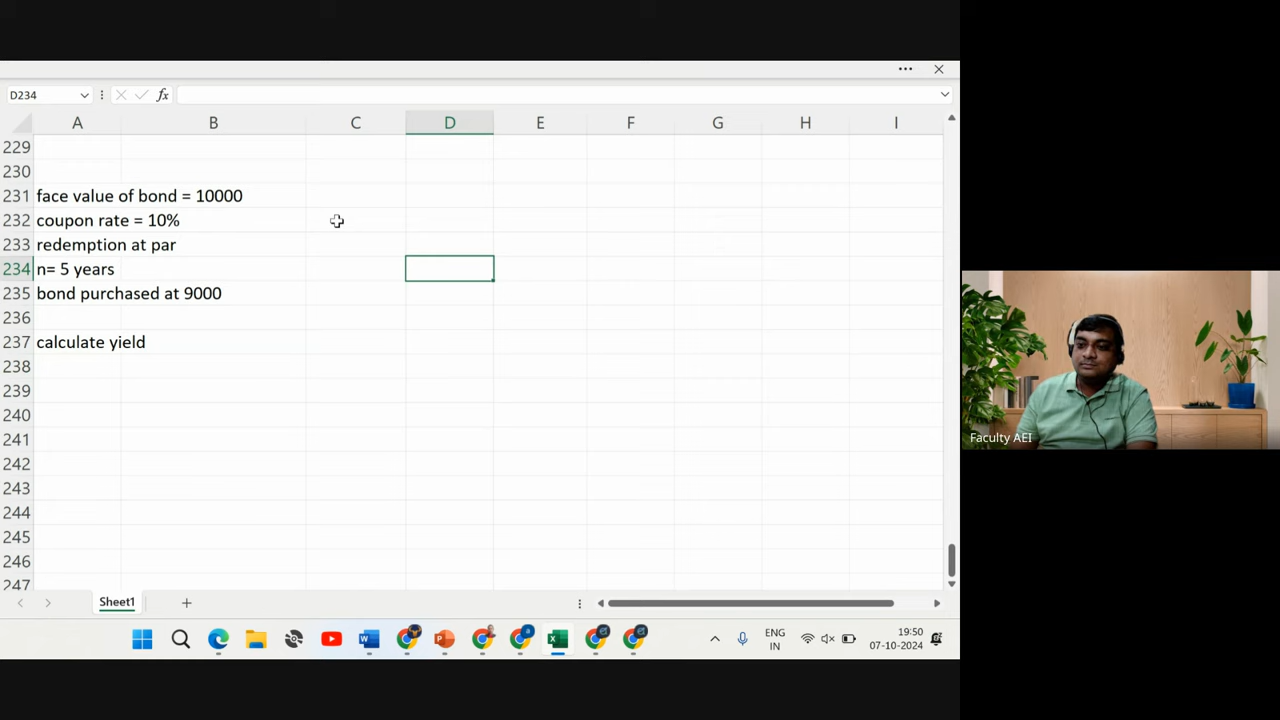 D234
fx
A B C D E F G H I
229
230
231 face value of bond = 10000
232 coupon rate = 10%
233 redemption at par
234 n= 5 years
235 bond purchased at 9000
236
237 calculate yield
238
239
240
241
242
243
244
245
246
247
Faculty AEI
Sheet1
ENG
IN
19:50
07-10-2024